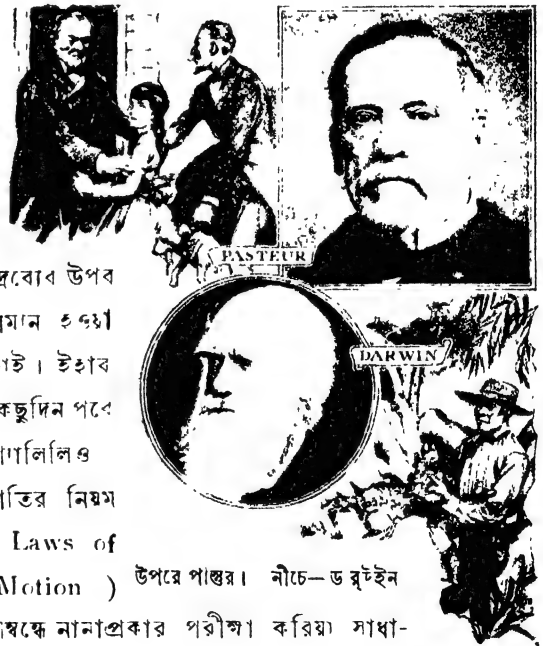 PASTEUR
DARWIN
দ্রব্যের উপর
মান হওয়া
াই। ইহার
কিছুদিন পরে
গ্যালিলিও
গতির নিয়ম
Laws of
Motion )
উপরে পাস্তুর। নীচে— ডারুইন
সম্বন্ধে নানাপ্রকার পরীক্ষা করিয়া সাধা-